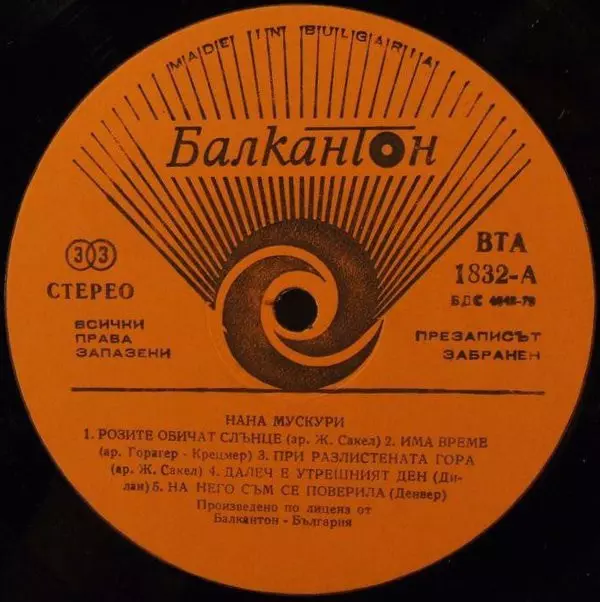 MADE IN BULGARIA
Балкантон
33
СТЕРЕО
ВСИЧКИ
ПРАВА
ЗАПАЗЕНИ
ВТА
1832-А
БДС
ПРЕЗАПИСЪТ
ЗАБРАНЕН
НАНА МУСКУРИ
1. РОЗИТЕ ОБИЧАТ СЛЪНЦЕ (ар. Ж. Сакел) 2. ИМА ВРЕМЕ
(ар. Горагер - Крецмер) 3. ПРИ РАЗЛИСТЕНАТА ГОРА
(ар. Ж. Сакел) 4. ДАЛЕЧ Е УТРЕШНИЯТ ДЕН (Ди-
лан) 5. НА НЕГО СЪМ СЕ ПОВЕРИЛА (Денвер)
Произведено по лиценз от
Балкантон - България